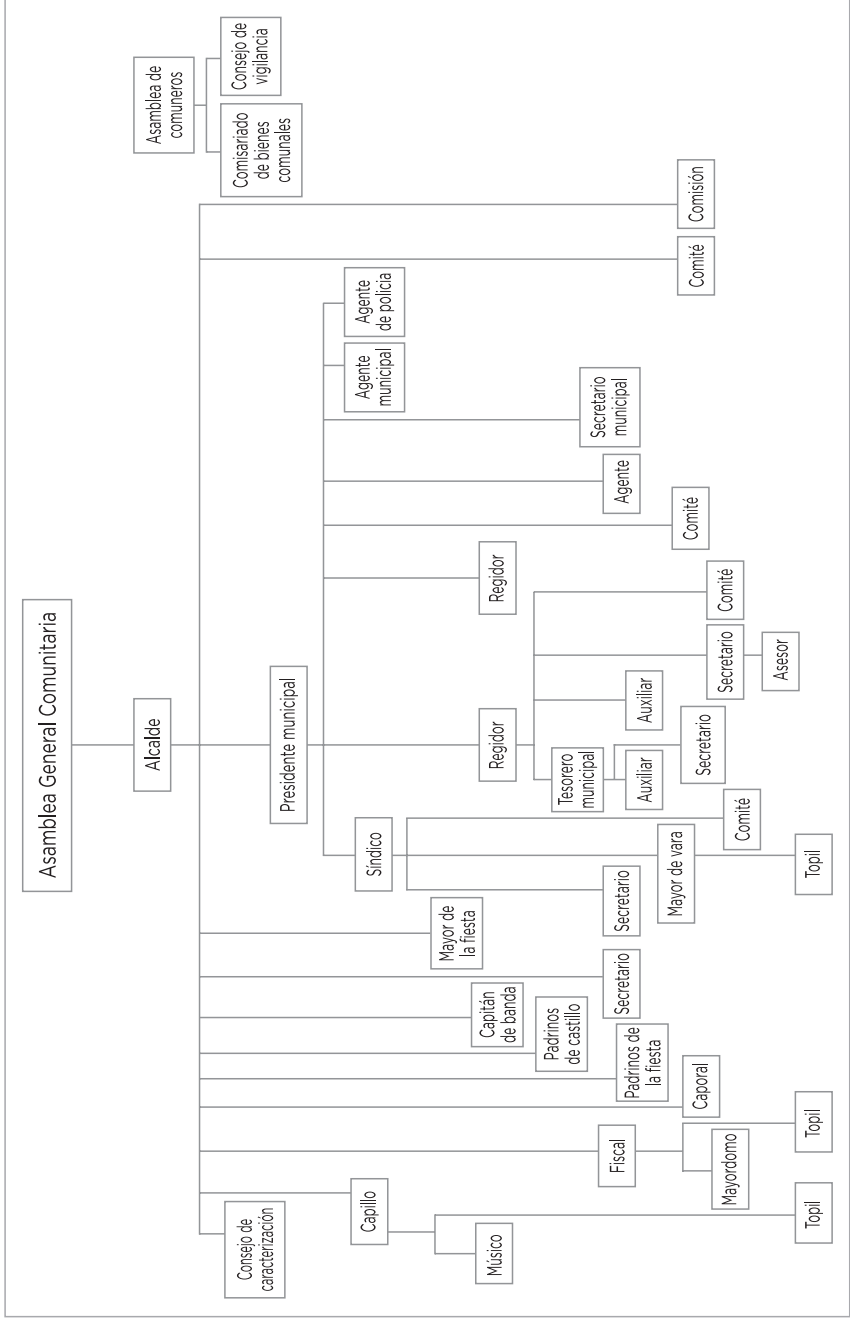 Asamblea General Comunitaria
Alcalde
Asamblea de
comuneros
Comisariado
de bienes
comunales
Consejo de
vigilancia
Consejo de
caracterización
Capillo
Músico
Topil
Fiscal
Mayordomo
Topil
Caporal
Padrinos de
la fiesta
Padrinos
de castillo
Capitán
de banda
Secretario
Mayor de
la fiesta
Presidente municipal
Síndico
Secretario
Mayor de vara
Topil
Comité
Regidor
Tesorero
municipal
Auxiliar
Secretario
Auxiliar
Secretario
Asesor
Comité
Regidor
Comité
Agente
Secretario
municipal
Agente
municipal
Agente
de policia
Comité
Comisión